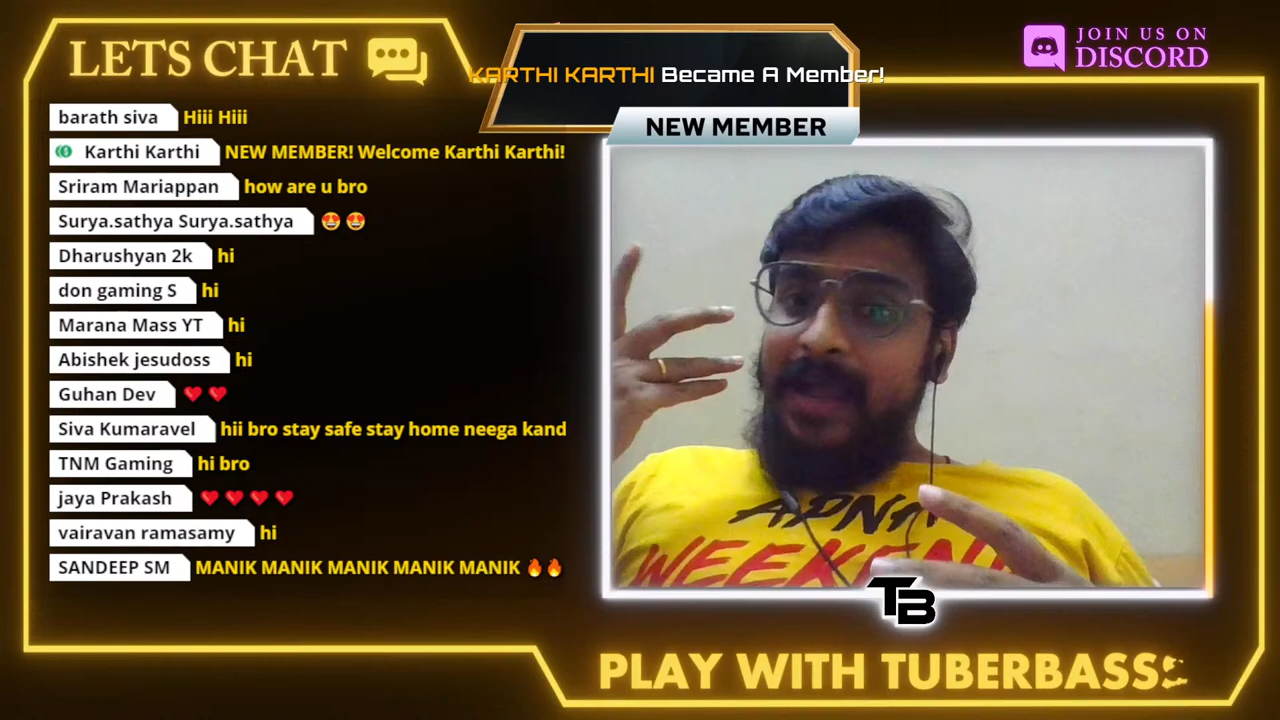 LETS CHAT
KARTHI KARTHI Became A Member!
NEW MEMBER
JOIN US ON
DISCORD
barath siva Hiii Hiii
Karthi Karthi NEW MEMBER! Welcome Karthi Karthi!
Sriram Mariappan how are u bro
Surya.sathya Surya.sathya 😍 😍
Dharushyan 2k hi
don gaming S hi
Marana Mass YT hi
Abishek jesudoss hi
Guhan Dev ❤ ❤
Siva Kumaravel hii bro stay safe stay home neega kand
TNM Gaming hi bro
jaya Prakash ❤ ❤ ❤ ❤
vairavan ramasamy hi
SANDEEP SM MANIK MANIK MANIK MANIK MANIK 🔥🔥
APNA
WEEKEND
TB
PLAY WITH TUBERBASSS